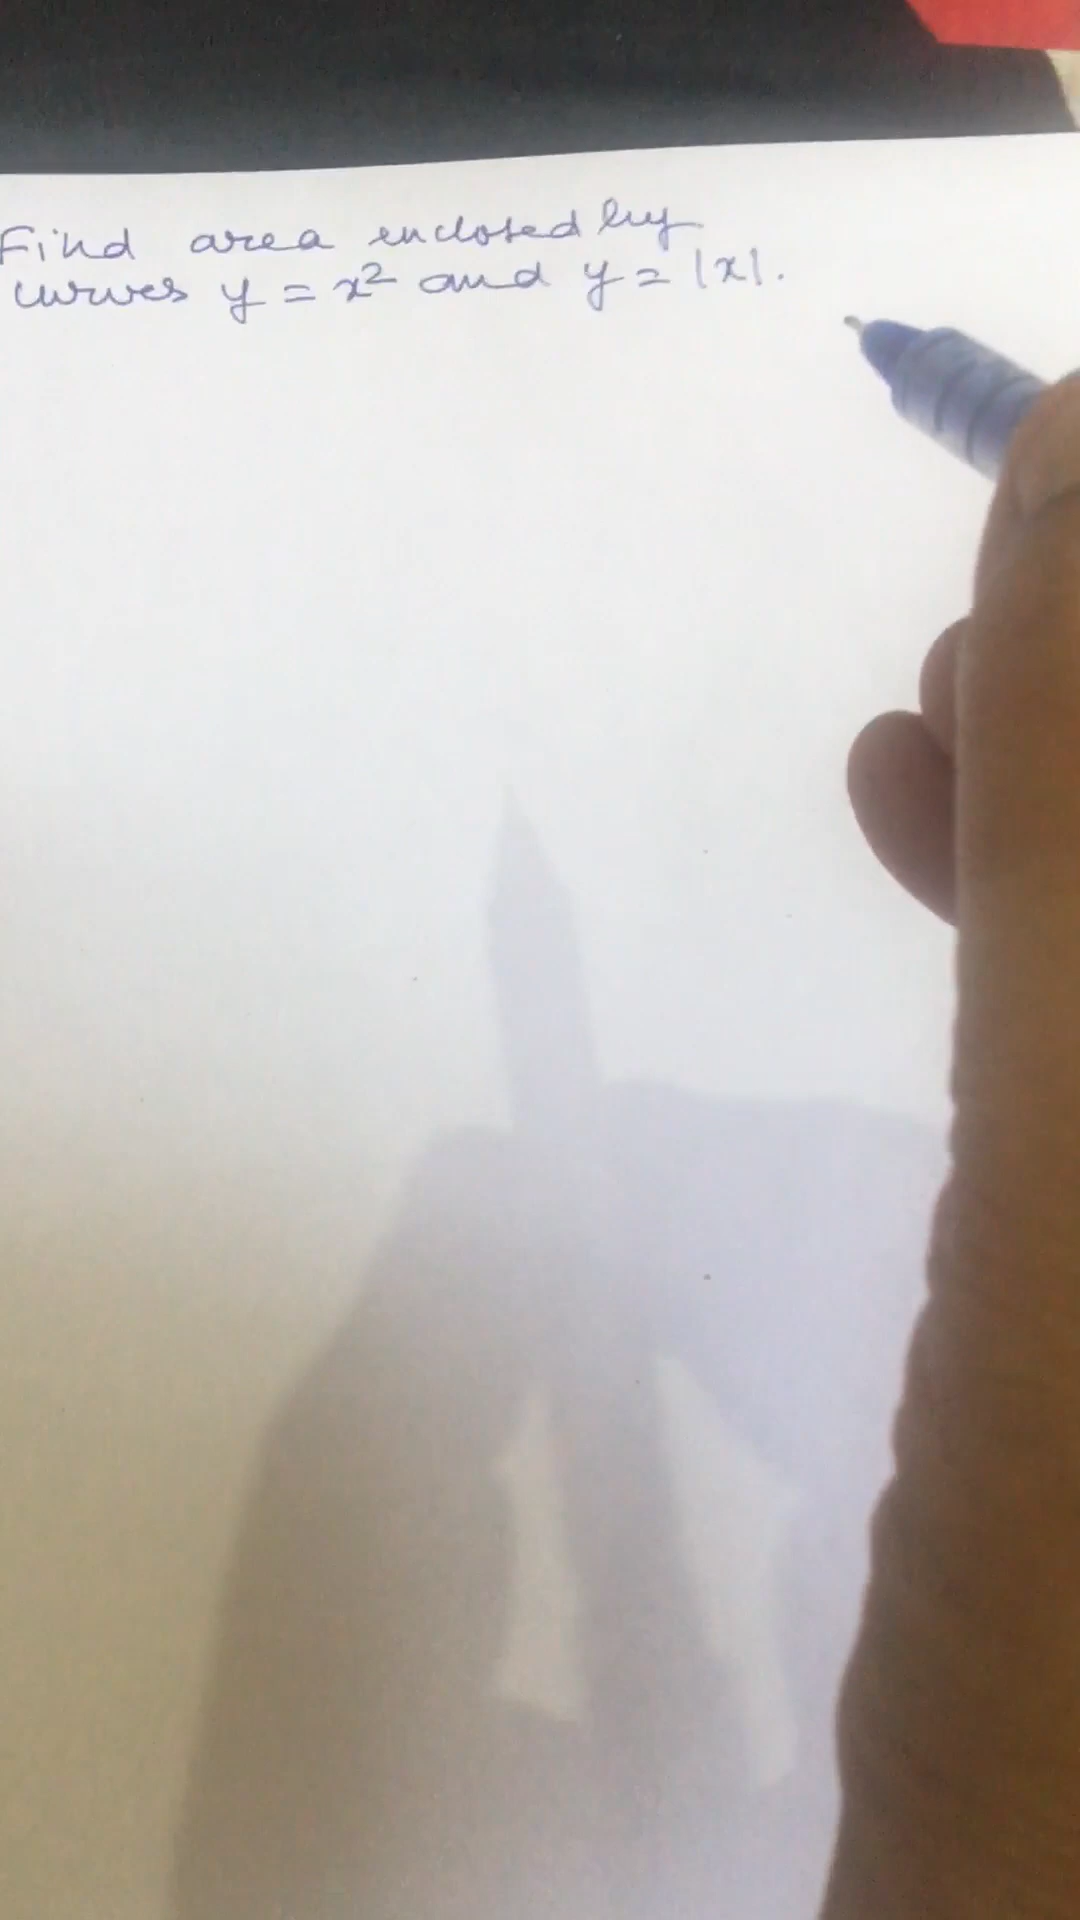 Find area enclosed by
curves y = x² and y = |x|.